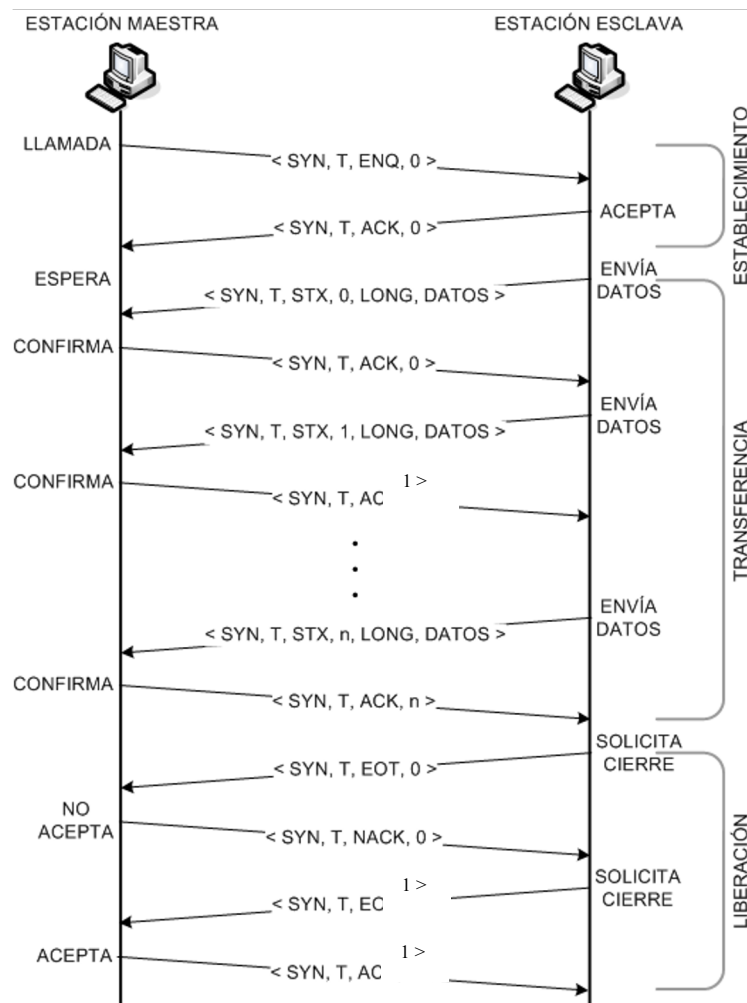 ESTACIÓN MAESTRA
ESTACIÓN ESCLAVA
LLAMADA
< SYN, T, ENQ, 0 >
ACEPTA
< SYN, T, ACK, 0 >
ESTABLECIMIENTO
ESPERA
ENVÍA
DATOS
< SYN, T, STX, 0, LONG, DATOS >
CONFIRMA
< SYN, T, ACK, 0 >
ENVÍA
DATOS
< SYN, T, STX, 1, LONG, DATOS >
CONFIRMA
< SYN, T, AC 1 >
TRANSFERENCIA
ENVÍA
DATOS
< SYN, T, STX, n, LONG, DATOS >
CONFIRMA
< SYN, T, ACK, n >
SOLICITA
CIERRE
< SYN, T, EOT, 0 >
NO
ACEPTA
< SYN, T, NACK, 0 >
SOLICITA
CIERRE
< SYN, T, EO 1 >
LIBERACIÓN
ACEPTA
< SYN, T, AC 1 >